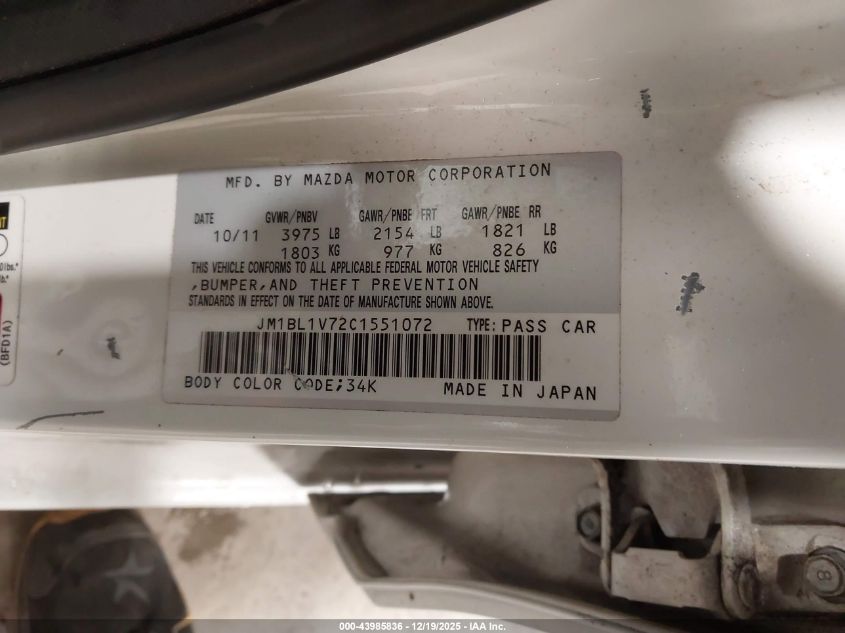 MFD. BY MAZDA MOTOR CORPORATION
DATE GVWR/PNBV GAWR/PNBE FRT GAWR/PNBE RR
10/11 3975 LB 2154 LB 1821 LB
1803 KG 977 KG 826 KG
THIS VEHICLE CONFORMS TO ALL APPLICABLE FEDERAL MOTOR VEHICLE SAFETY
,BUMPER,AND THEFT PREVENTION
STANDARDS IN EFFECT ON THE DATE OF MANUFACTURE SHOWN ABOVE.
JM1BL1V72C1551072 TYPE: PASS CAR
BODY COLOR CODE;34K MADE IN JAPAN
(BFD1A)
8
000-43985836 - 12/19/2025 - IAA Inc.